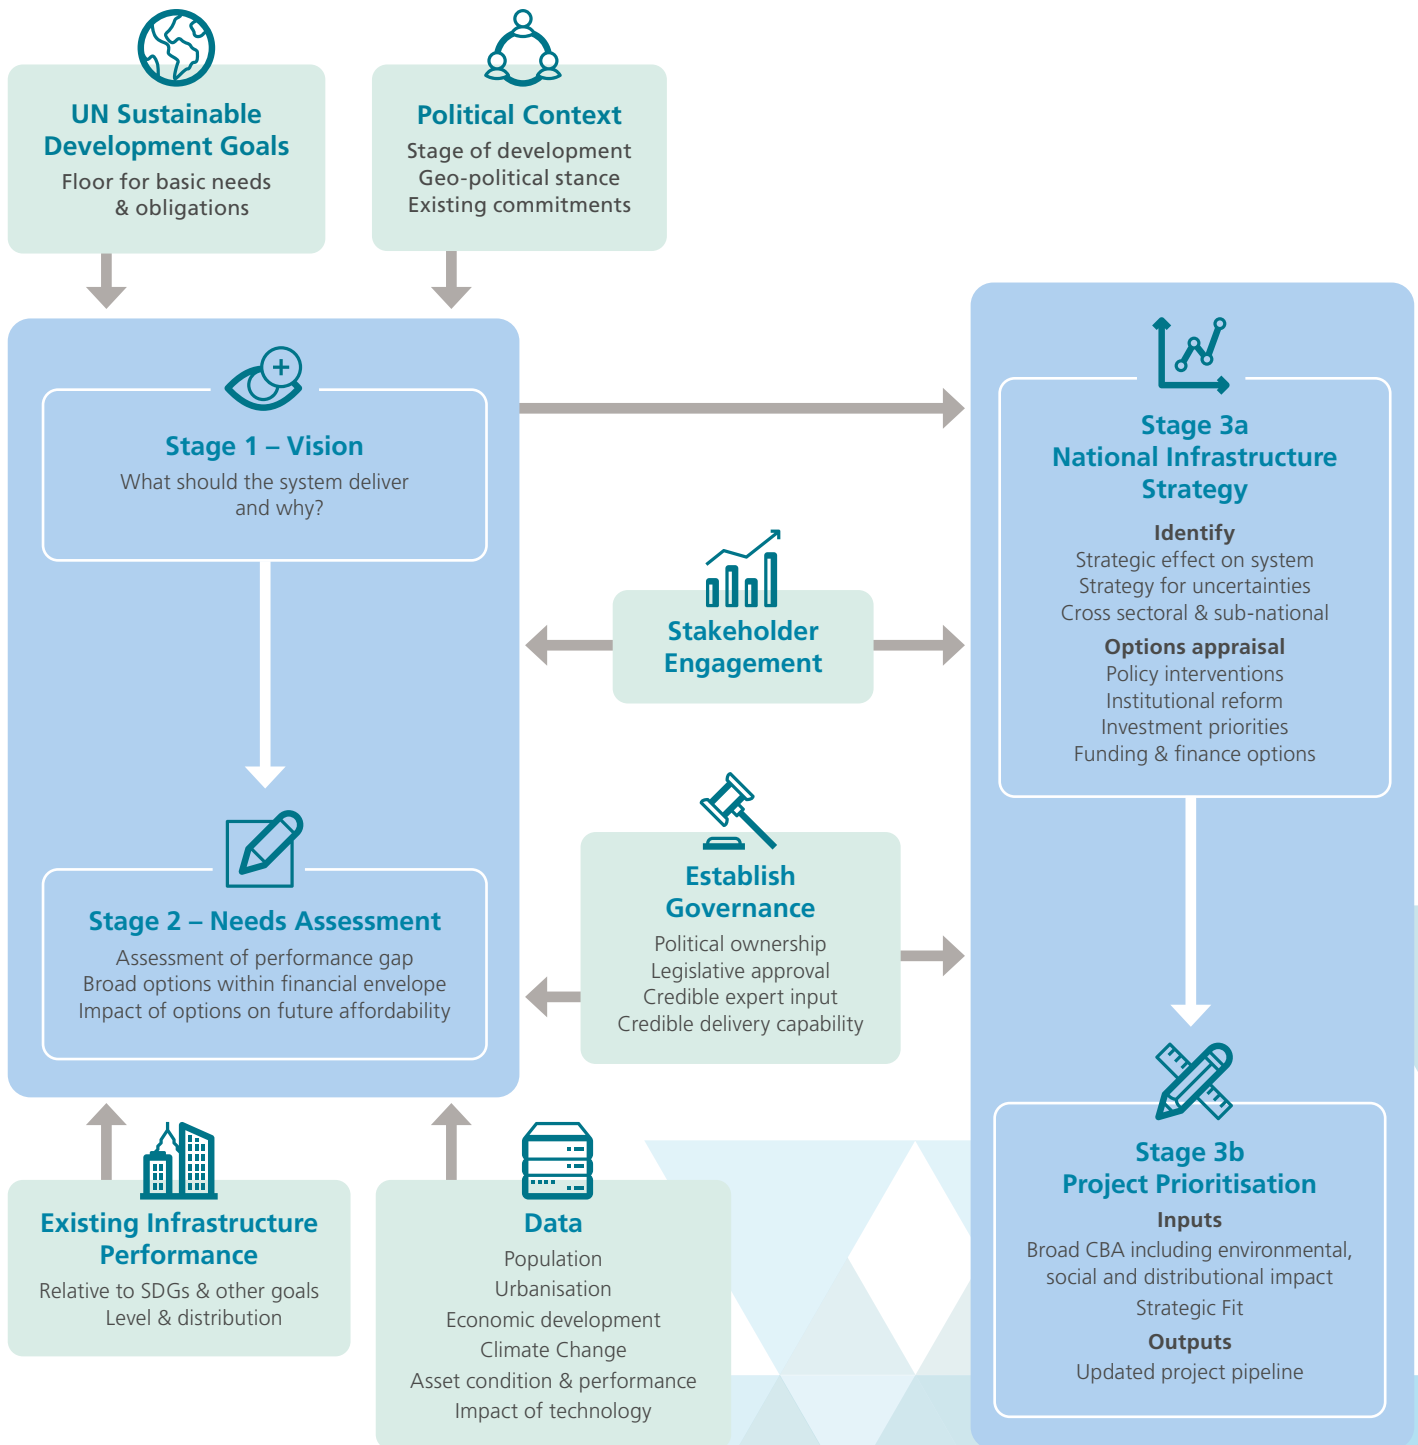 UN Sustainable
Development Goals
Floor for basic needs
& obligations
Political Context
Stage of development
Geo-political stance
Existing commitments
Stage 1 – Vision
What should the system deliver
and why?
Stage 2 – Needs Assessment
Assessment of performance gap
Broad options within financial envelope
Impact of options on future affordability
Existing Infrastructure
Performance
Relative to SDGs & other goals
Level & distribution
Data
Population
Urbanisation
Economic development
Climate Change
Asset condition & performance
Impact of technology
Stakeholder
Engagement
Establish
Governance
Political ownership
Legislative approval
Credible expert input
Credible delivery capability
Stage 3a
National Infrastructure
Strategy
Identify
Strategic effect on system
Strategy for uncertainties
Cross sectoral & sub-national
Options appraisal
Policy interventions
Institutional reform
Investment priorities
Funding & finance options
Stage 3b
Project Prioritisation
Inputs
Broad CBA including environmental,
social and distributional impact
Strategic Fit
Outputs
Updated project pipeline